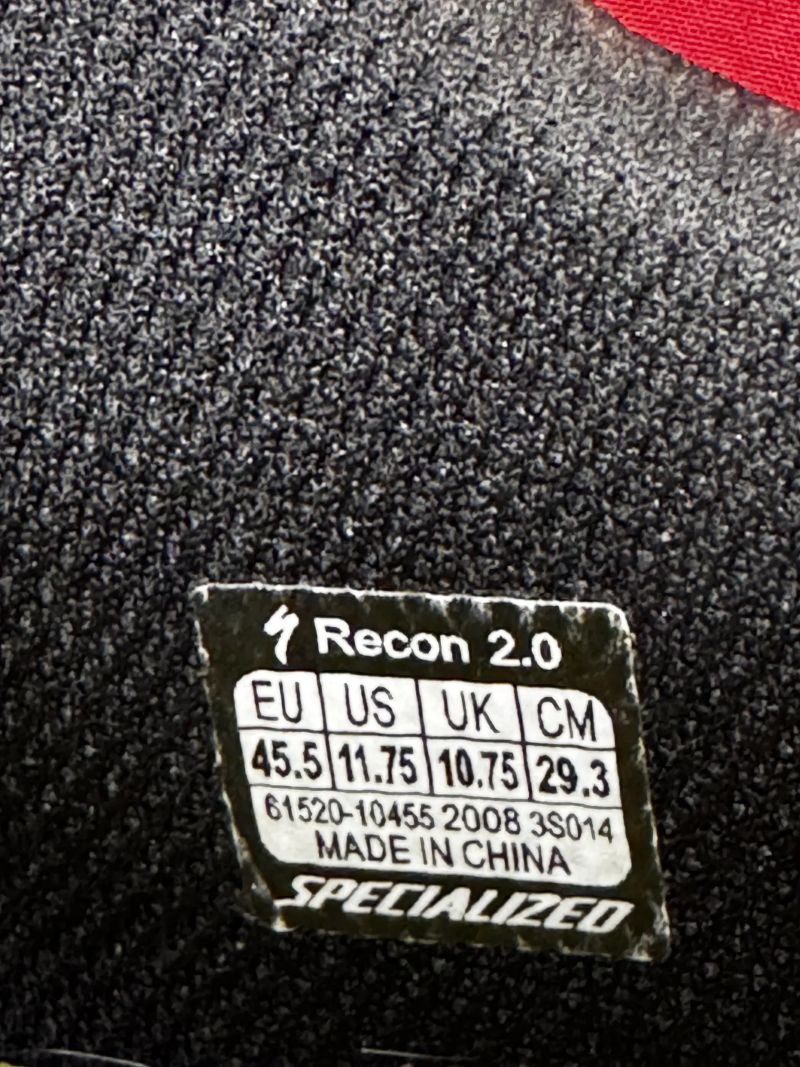 Recon 2.0
EU US UK CM
45.5 11.75 10.75 29.3
61520-10455 2008 3S014
MADE IN CHINA
SPECIALIZED